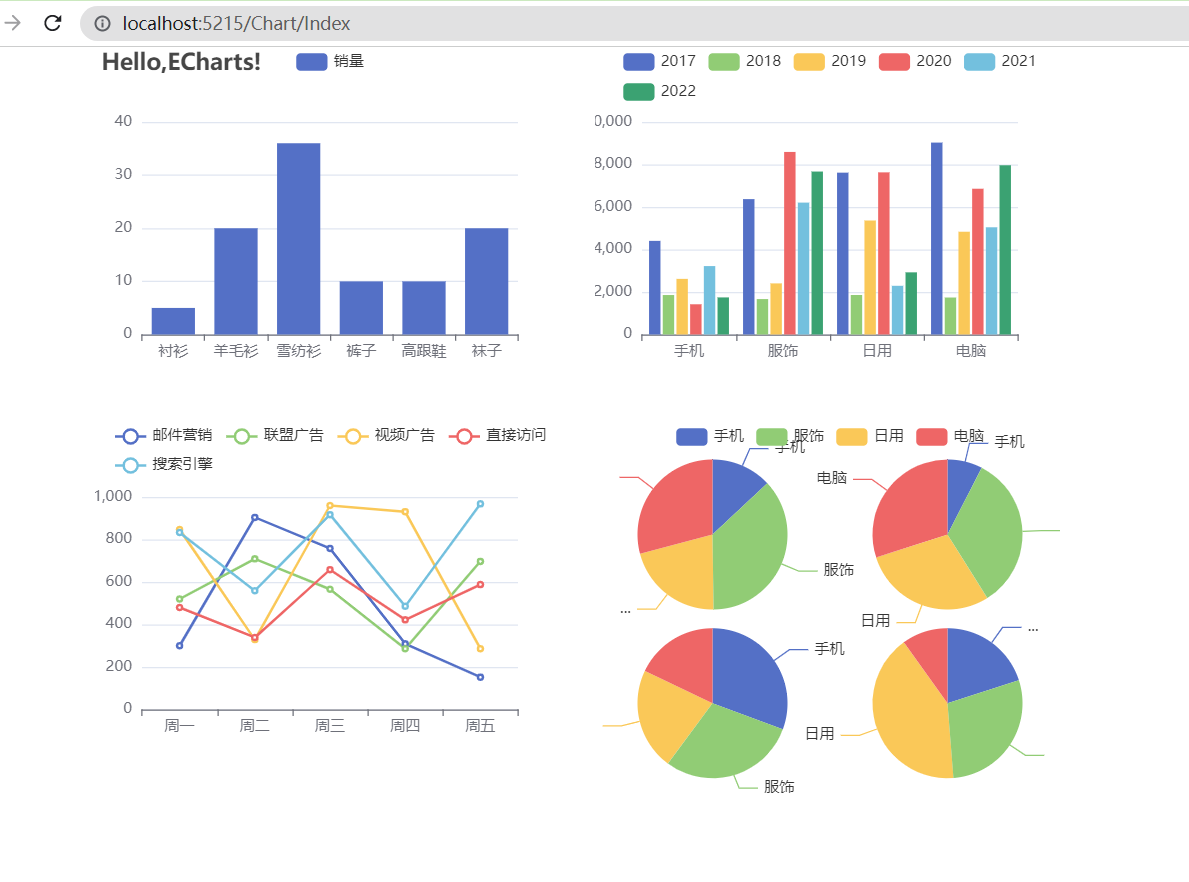 localhost:5215/Chart/Index
Hello,ECharts!
销量
40
30
20
10
0
衬衫 羊毛衫 雪纺衫 裤子 高跟鞋 袜子
2017 2018 2019 2020 2021
2022
0,000
8,000
6,000
4,000
2,000
0
手机 服饰 日用 电脑
邮件营销 联盟广告 视频广告 直接访问
搜索引擎
1,000
800
600
400
200
0
周一 周二 周三 周四 周五
手机 服饰 日用 电脑
手机
服饰
...
手机
电脑
日用
手机
服饰
...
日用